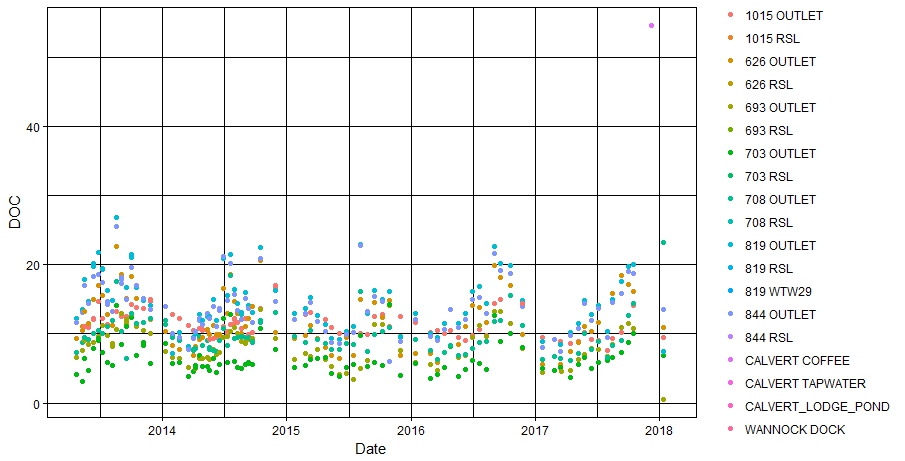 DOC
40
20
0
2014
2015
2016
2017
2018
Date
1015 OUTLET
1015 RSL
626 OUTLET
626 RSL
693 OUTLET
693 RSL
703 OUTLET
703 RSL
708 OUTLET
708 RSL
819 OUTLET
819 RSL
819 WTW29
844 OUTLET
844 RSL
CALVERT COFFEE
CALVERT TAPWATER
CALVERT_LODGE_POND
WANNOCK DOCK